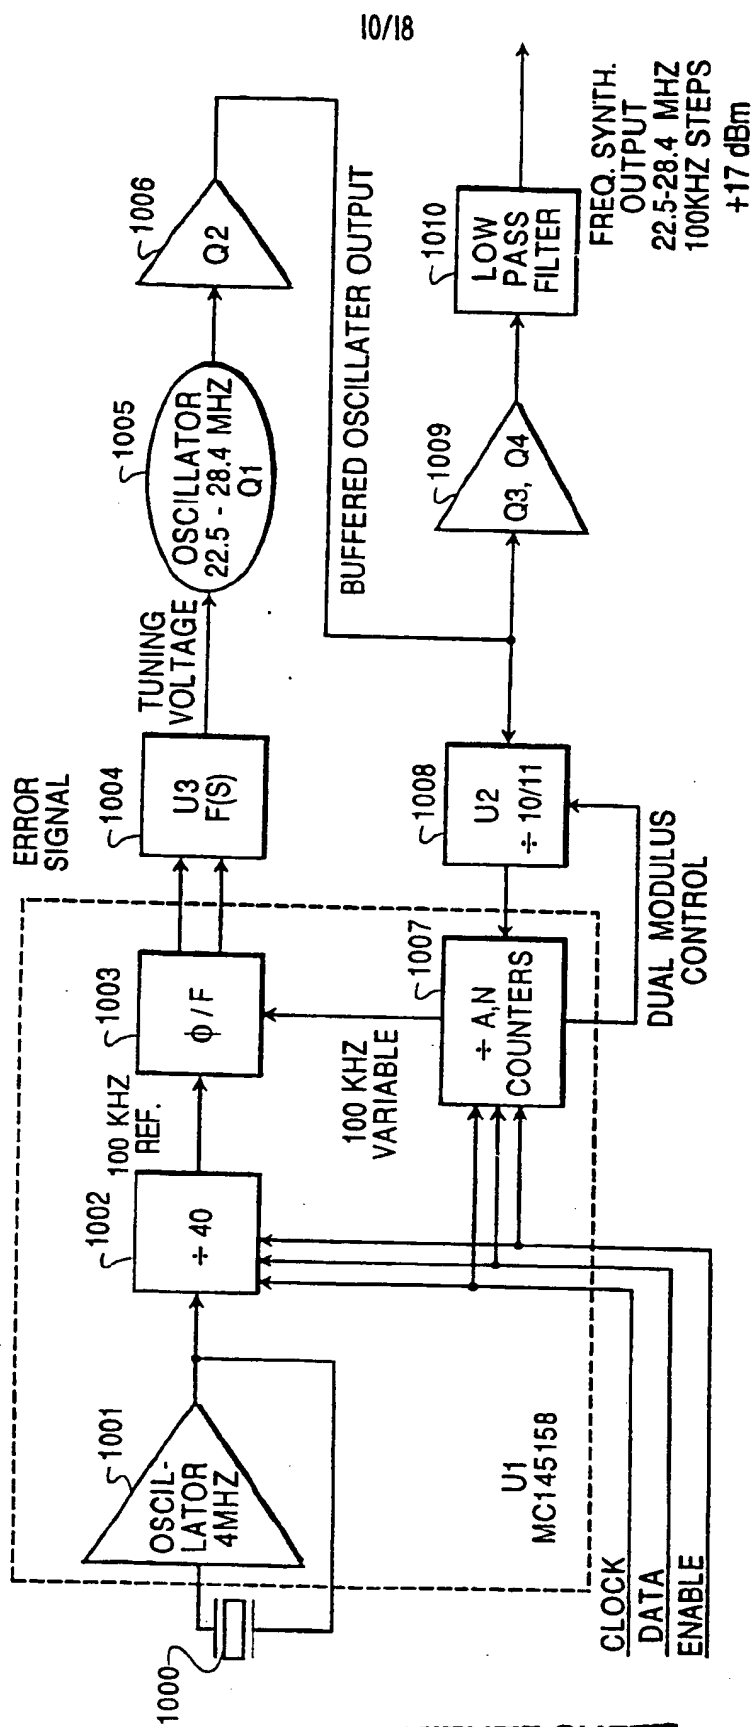 10/18
1000
OSCIL-
LATOR
4MHZ
1001
1002
÷ 40
100 KHZ
REF.
1003
ϕ/F
ERROR
SIGNAL
1004
U3
F(S)
TUNING
VOLTAGE
1005
OSCILLATOR
22.5 - 28.4 MHZ
Q1
1006
Q2
BUFFERED OSCILLATER OUTPUT
100 KHZ
VARIABLE
1007
÷ A,N
COUNTERS
1008
U2
÷ 10/11
DUAL MODULUS
CONTROL
1009
Q3, Q4
1010
LOW
PASS
FILTER
FREQ. SYNTH.
OUTPUT
22.5-28.4 MHZ
100KHZ STEPS
+17 dBm
U1
MC145158
CLOCK
DATA
ENABLE